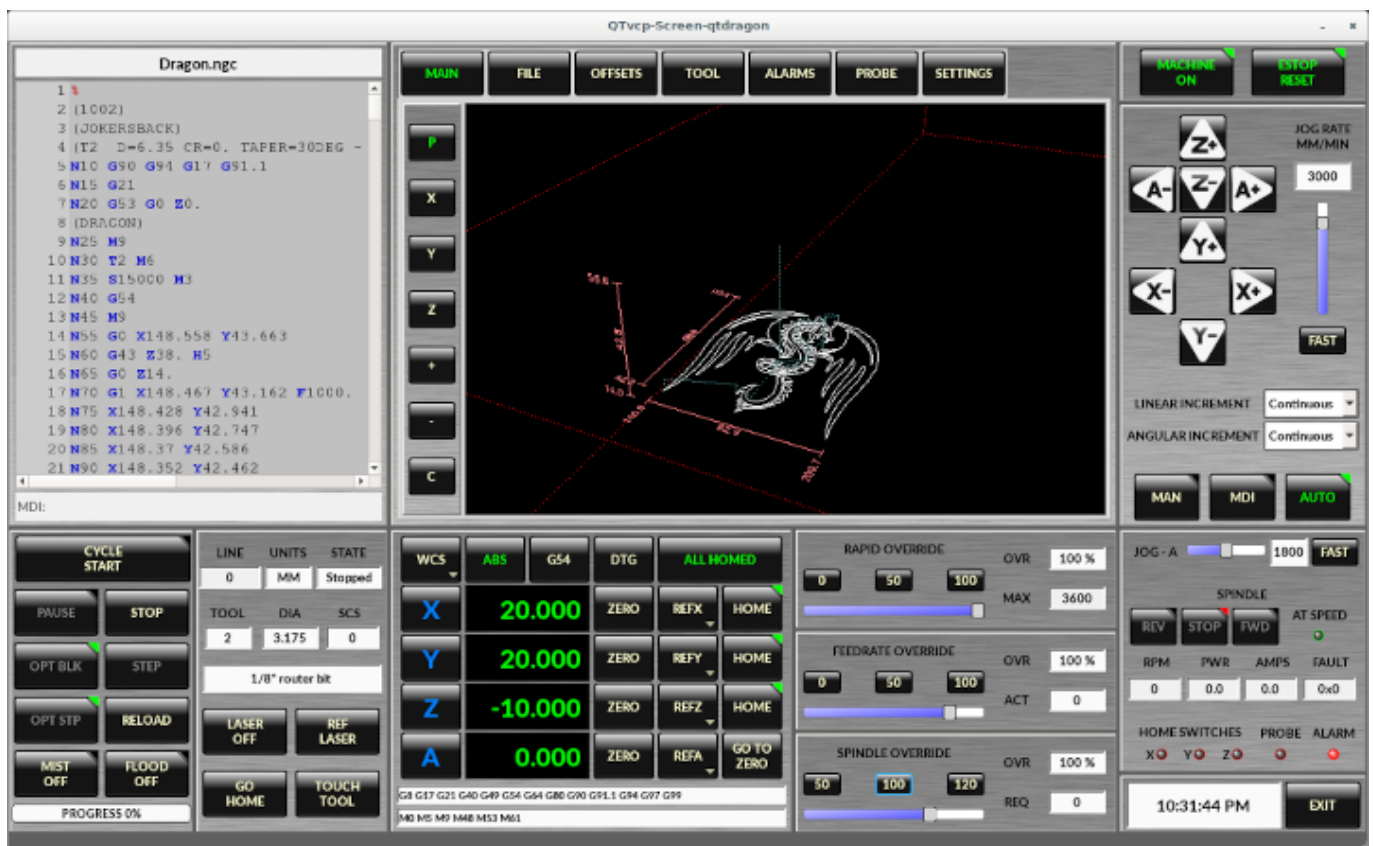 QTvcp-Screen-qtdragon
Dragon.ngc
1 %
2 (1002)
3 (JOKERSBACK)
4 (T2 D=6.35 CR=0. TAPER=30DEG -
5 N10 G90 G94 G17 G91.1
6 N15 G21
7 N20 G53 G0 Z0.
8 (DRAGON)
9 N25 M9
10 N30 T2 M6
11 N35 S15000 M3
12 N40 G54
13 N45 M9
14 N55 G0 X148.558 Y43.663
15 N60 G43 Z38. H5
16 N65 G0 Z14.
17 N70 G1 X148.467 Y43.162 F1000.
18 N75 X148.428 Y42.941
19 N80 X148.396 Y42.747
20 N85 X148.37 Y42.586
21 N90 X148.352 Y42.462
MDI:
MAIN FILE OFFSETS TOOL ALARMS PROBE SETTINGS
P
X
Y
Z
+
-
C
MACHINE ON
ESTOP RESET
JOG RATE
MM/MIN
3000
Z+
A- Z- A+
Y+
X- X+
Y-
FAST
LINEAR INCREMENT Continuous
ANGULAR INCREMENT Continuous
MAN MDI AUTO
CYCLE
START
PAUSE STOP
OPT BLK STEP
OPT STP RELOAD
MIST OFF
FLOOD OFF
PROGRESS 0%
LINE UNITS STATE
0 MM Stopped
TOOL DIA SCS
2 3.175 0
1/8" router bit
LASER OFF
REF LASER
GO HOME
TOUCH TOOL
WCS ABS G54 DTG ALL HOMED
X 20.000 ZERO REFX HOME
Y 20.000 ZERO REFY HOME
Z -10.000 ZERO REFZ HOME
A 0.000 ZERO REFA GO TO ZERO
G8 G17 G21 G40 G49 G54 G64 G80 G90 G91.1 G94 G97 G99
M0 M5 M9 M48 M53 M61
RAPID OVERRIDE OVR 100 %
0 50 100
MAX 3600
FEEDRATE OVERRIDE OVR 100 %
0 50 100
ACT 0
SPINDLE OVERRIDE OVR 100 %
50 100 120
REQ 0
JOG - A 1800 FAST
SPINDLE
REV STOP FWD AT SPEED
RPM PWR AMPS FAULT
0 0.0 0.0 0x0
HOME SWITCHES PROBE ALARM
X Y Z
10:31:44 PM EXIT